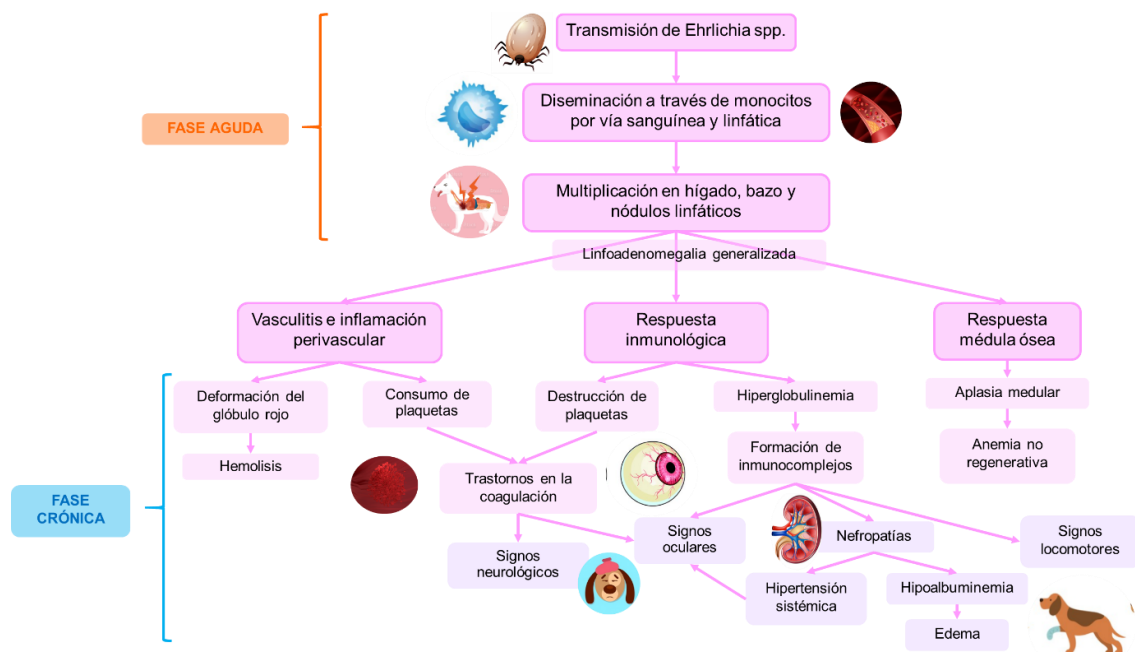 Transmisión de Ehrlichia spp.
Diseminación a través de monocitos
por vía sanguínea y linfática
FASE AGUDA
Multiplicación en hígado, bazo y
nódulos linfáticos
Linfoadenomegalia generalizada
Vasculitis e inflamación
perivascular
Respuesta
inmunológica
Respuesta
médula ósea
Deformación del
glóbulo rojo
Consumo de
plaquetas
Destrucción de
plaquetas
Hiperglobulinemia
Aplasia medular
Hemolisis
Trastornos en la
coagulación
Formación de
inmunocomplejos
Anemia no
regenerativa
FASE
CRÓNICA
Signos
neurológicos
Signos
oculares
Nefropatías
Signos
locomotores
Hipertensión
sistémica
Hipoalbuminemia
Edema